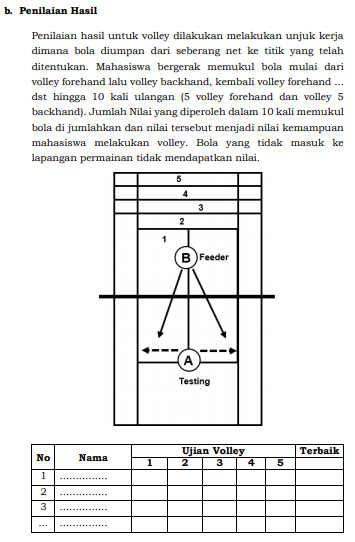 b. Penilaian Hasil
Penilaian hasil untuk volley dilakukan melakukan unjuk kerja
dimana bola diumpan dari seberang net ke titik yang telah
ditentukan. Mahasiswa bergerak memukul bola mulai dari
volley forehand lalu volley backhand, kembali volley forehand ...
dst hingga 10 kali ulangan (5 volley forehand dan volley 5
backhand). Jumlah Nilai yang diperoleh dalam 10 kali memukul
bola di jumlahkan dan nilai tersebut menjadi nilai kemampuan
mahasiswa melakukan volley. Bola yang tidak masuk ke
lapangan permainan tidak mendapatkan nilai.
5
4
3
2
1
B Feeder
A
Testing
No Nama Ujian Volley Terbaik
1 2 3 4 5
1 ...............
2 ...............
3 ...............
... ...............